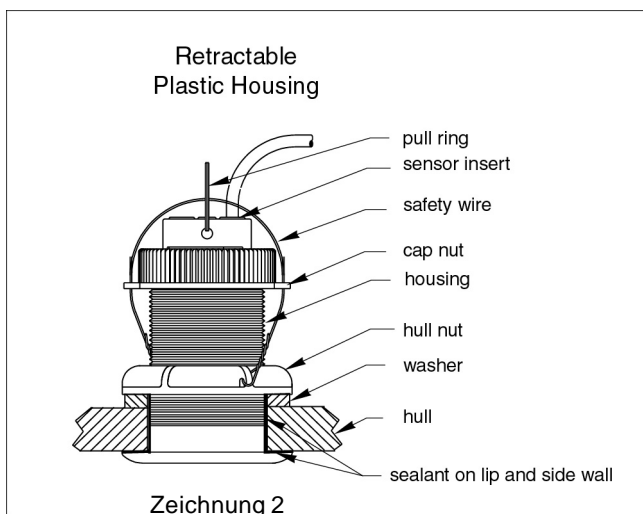 Retractable
Plastic Housing
pull ring
sensor insert
safety wire
cap nut
housing
hull nut
washer
hull
sealant on lip and side wall
Zeichnung 2